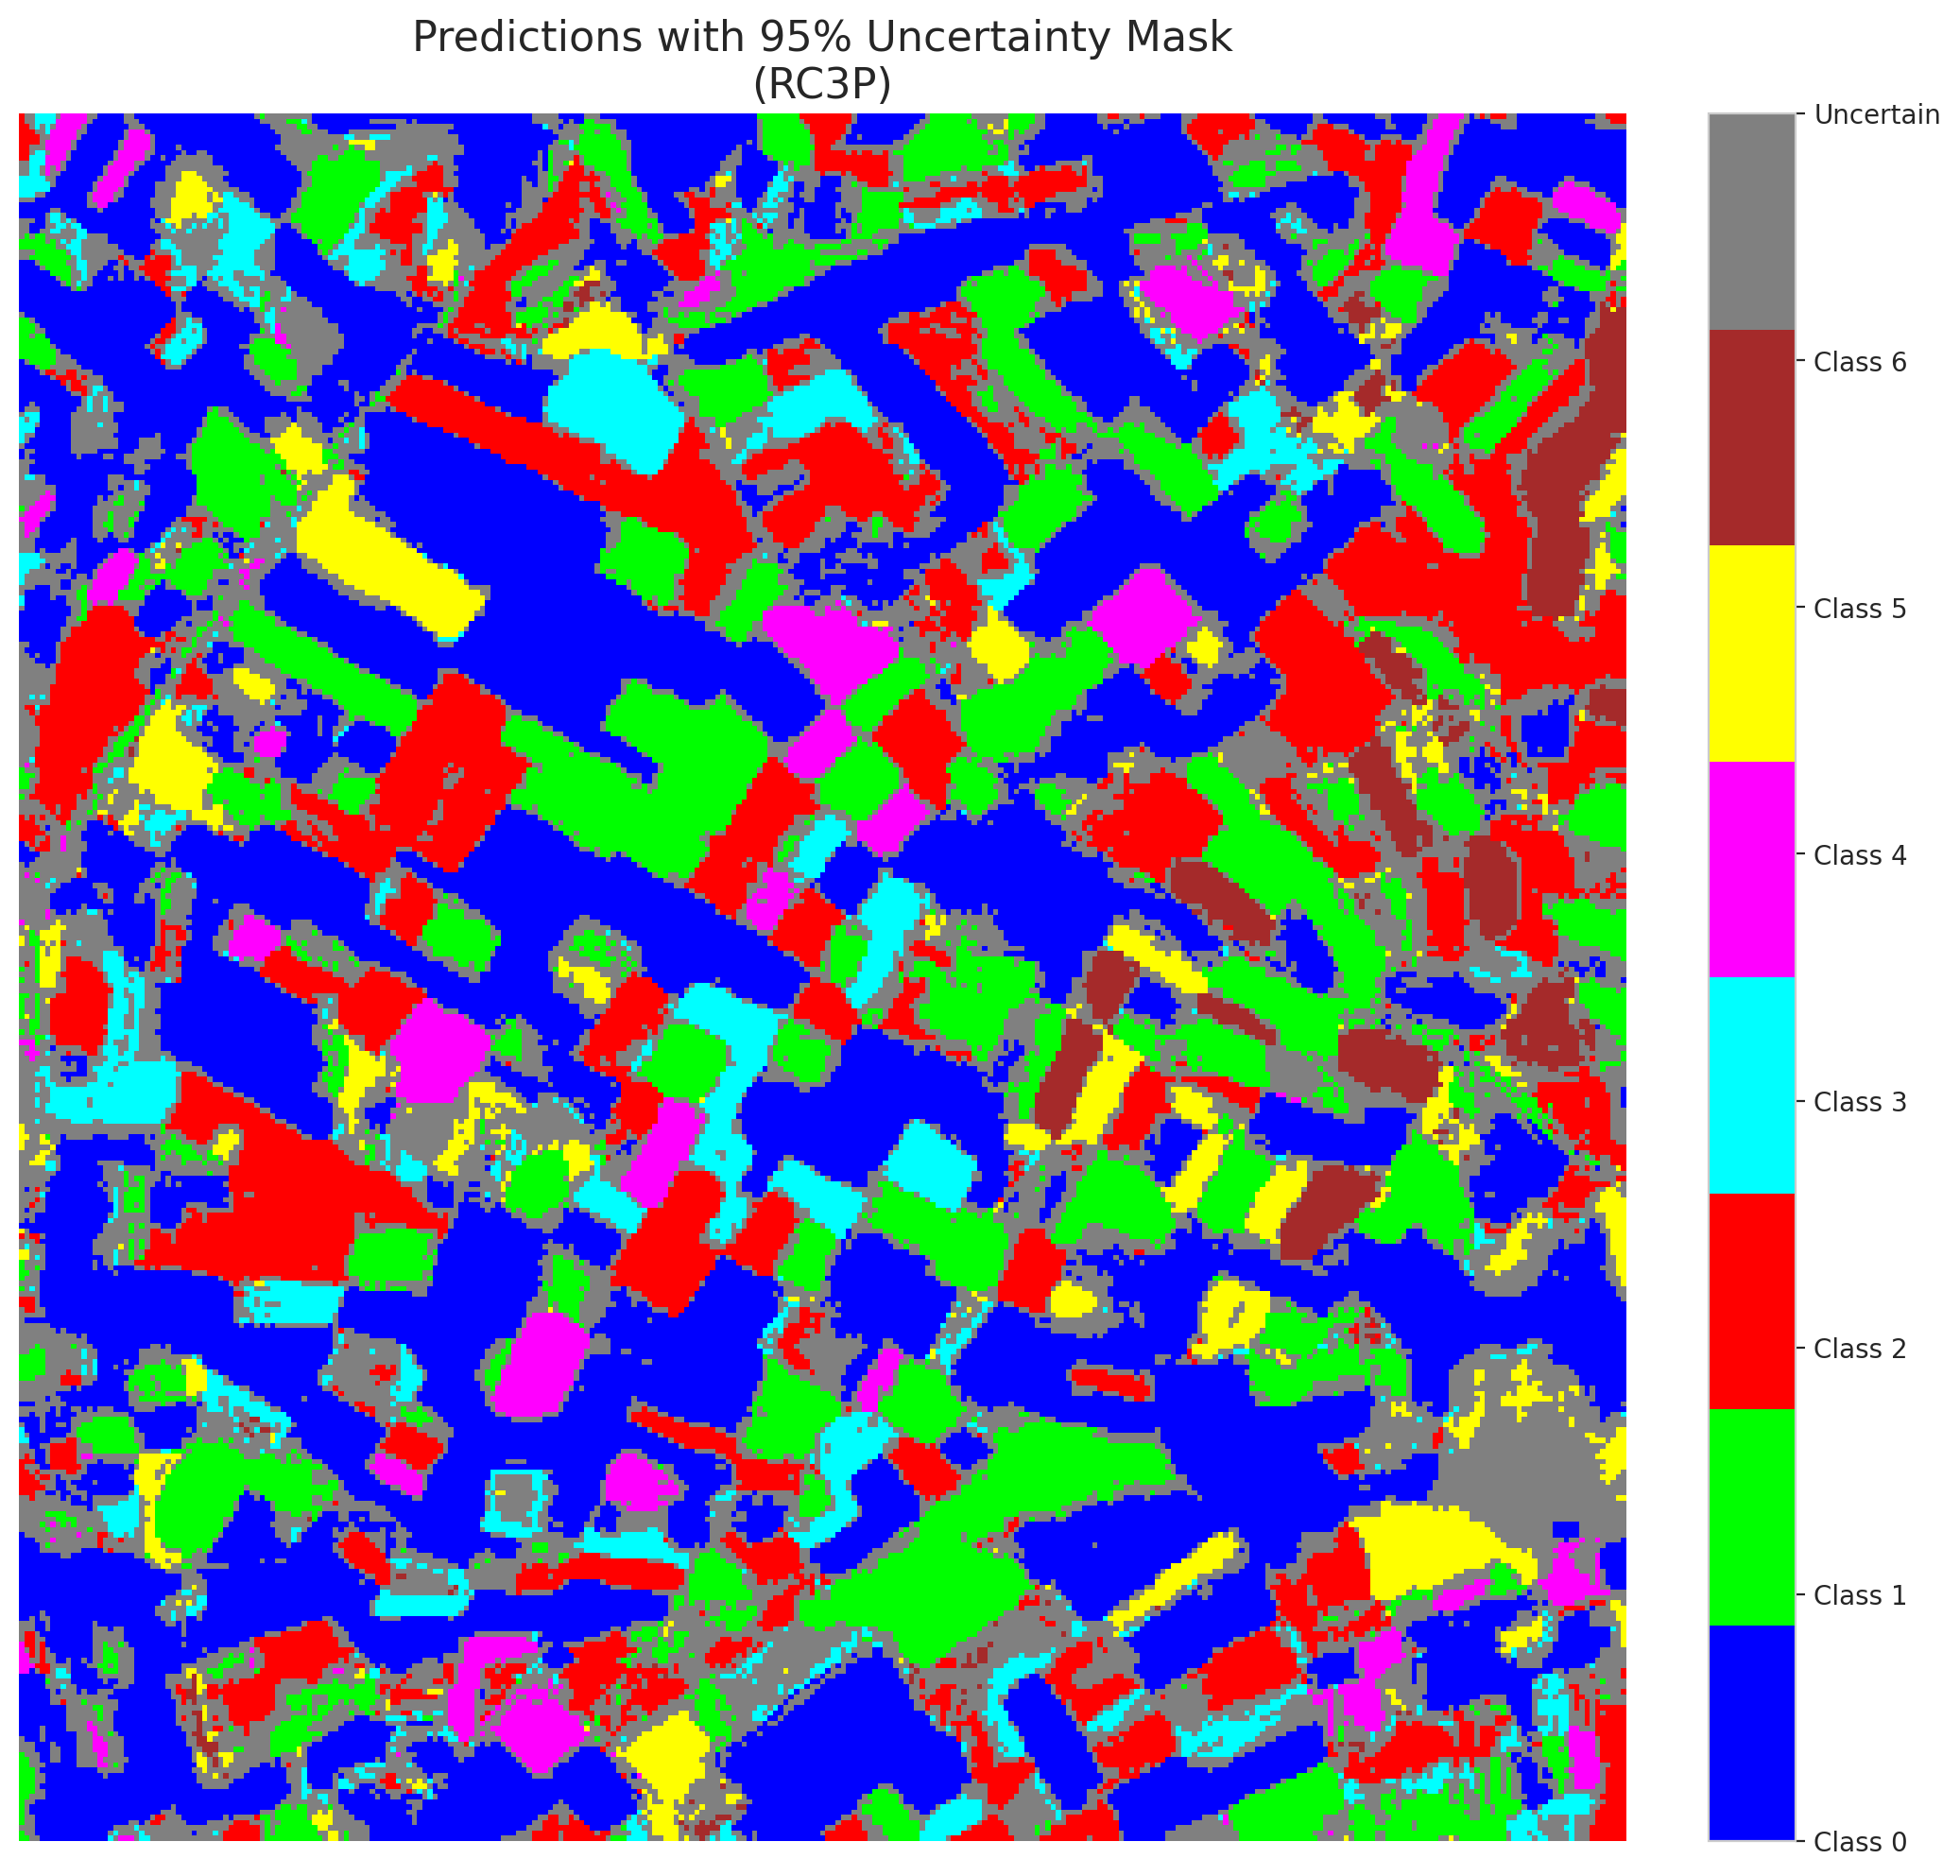 Predictions with 95% Uncertainty Mask
(RC3P)
Uncertain
Class 6
Class 5
Class 4
Class 3
Class 2
Class 1
Class 0